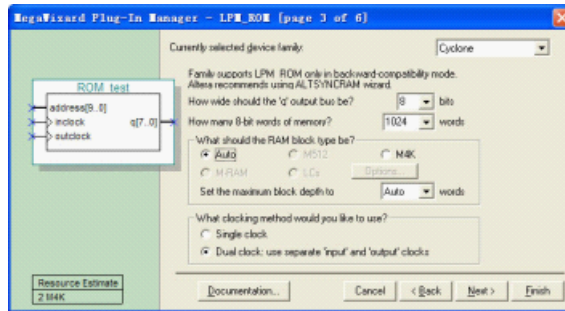 MegaWizard Plug-In Manager - LPM_ROM [page 3 of 6]
Currently selected device family:
Cyclone
Family supports LPM_ROM only in backward-compatibility mode.
Altera recommends using ALTSYNCRAM wizard.
How wide should the 'q' output bus be?
8
bits
How many 8-bit words of memory?
1024
words
What should the RAM block type be?
Auto
M512
M4K
M-RAM
LCs
Options...
Set the maximum block depth to
Auto
words
What clocking method would you like to use?
Single clock
Dual clock: use separate 'input' and 'output' clocks
ROM_test
address[9..0]
inclock
q[7..0]
outclock
Resource Estimate
2 M4K
Documentation...
Cancel
< Back
Next >
Finish